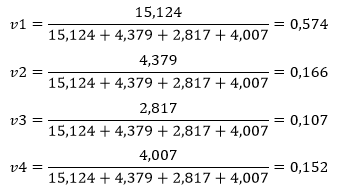 v1 = 15,124 / (15,124 + 4,379 + 2,817 + 4,007) = 0,574
v2 = 4,379 / (15,124 + 4,379 + 2,817 + 4,007) = 0,166
v3 = 2,817 / (15,124 + 4,379 + 2,817 + 4,007) = 0,107
v4 = 4,007 / (15,124 + 4,379 + 2,817 + 4,007) = 0,152